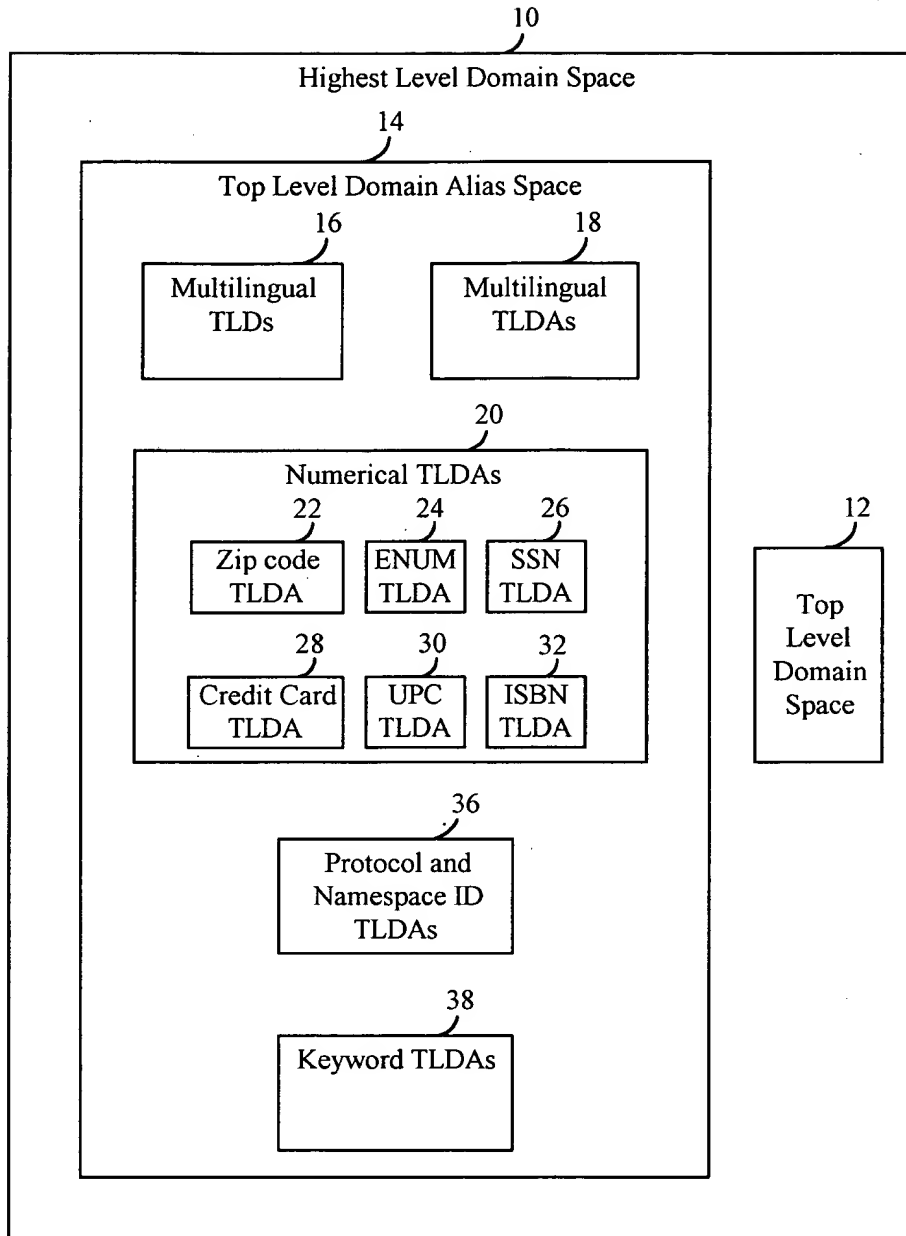 10
Highest Level Domain Space
14
Top Level Domain Alias Space
16
18
Multilingual
TLDs
Multilingual
TLDAs
20
Numerical TLDAs
22
24
26
Zip code
TLDA
ENUM
TLDA
SSN
TLDA
28
30
32
Credit Card
TLDA
UPC
TLDA
ISBN
TLDA
12
Top
Level
Domain
Space
36
Protocol and
Namespace ID
TLDAs
38
Keyword TLDAs